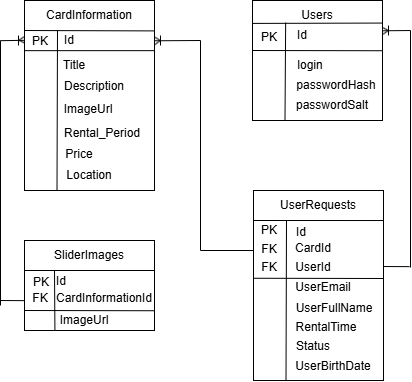 CardInformation
PK Id
Title
Description
ImageUrl
Rental_Period
Price
Location
Users
PK Id
login
passwordHash
passwordSalt
SliderImages
PK Id
FK CardInformationId
ImageUrl
UserRequests
PK Id
FK CardId
FK UserId
UserEmail
UserFullName
RentalTime
Status
UserBirthDate